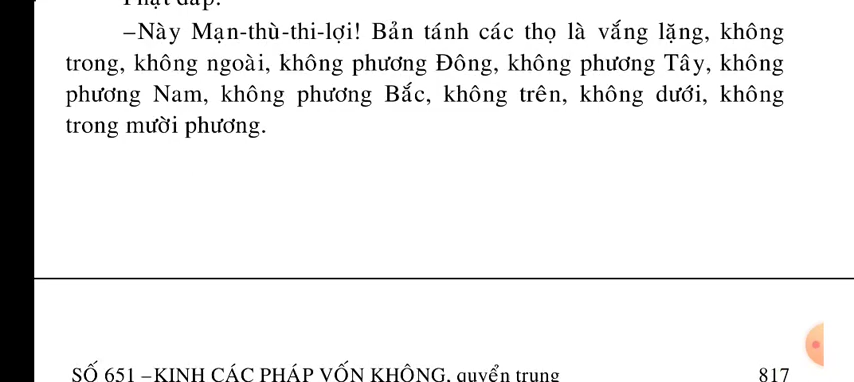 Phật đáp:
–Này Mạn-thù-thi-lợi! Bản tánh các thọ là vắng lặng, không
trong, không ngoài, không phương Đông, không phương Tây, không
phương Nam, không phương Bắc, không trên, không dưới, không
trong mười phương.
SỐ 651 –KINH CÁC PHÁP VỐN KHÔNG, quyển trung 817